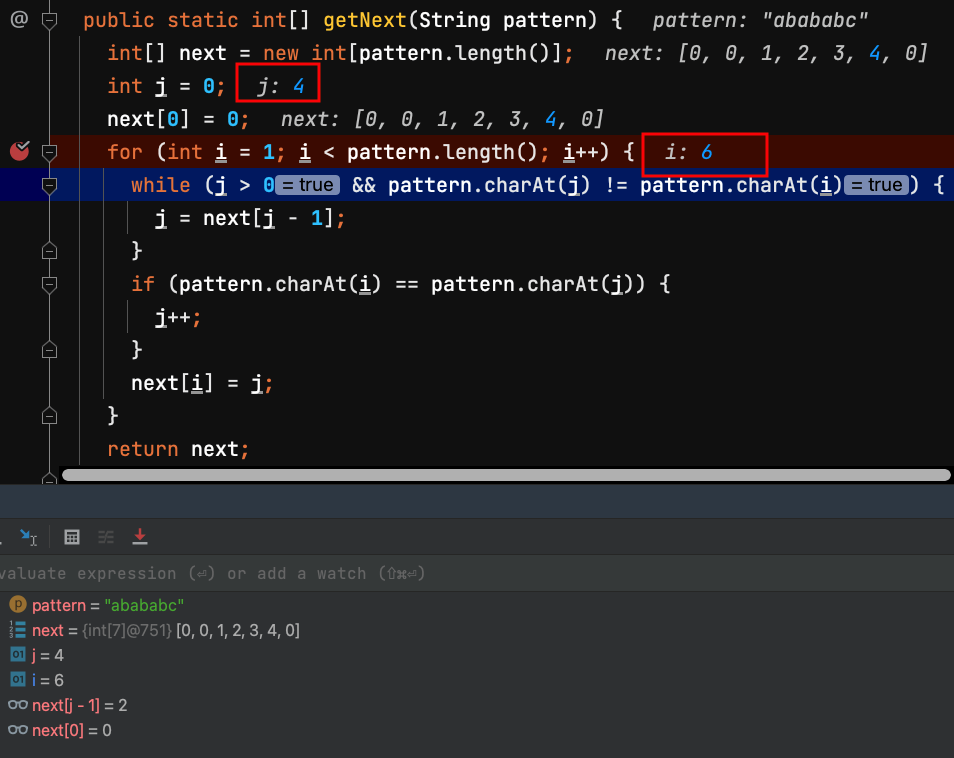 @ public static int[] getNext(String pattern) {   pattern: "abababc"
int[] next = new int[pattern.length()];   next: [0, 0, 1, 2, 3, 4, 0]
int j = 0;   j: 4
next[0] = 0;   next: [0, 0, 1, 2, 3, 4, 0]
for (int i = 1; i < pattern.length(); i++) {   i: 6
while (j > 0 = true && pattern.charAt(j) != pattern.charAt(i) = true ) {
j = next[j - 1];
}
if (pattern.charAt(i) == pattern.charAt(j)) {
j++;
}
next[i] = j;
}
return next;
valuate expression (⏎) or add a watch (⇧⌘⏎)
p pattern = "abababc"
next = {int[7]@751} [0, 0, 1, 2, 3, 4, 0]
01 j = 4
01 i = 6
next[j - 1] = 2
next[0] = 0